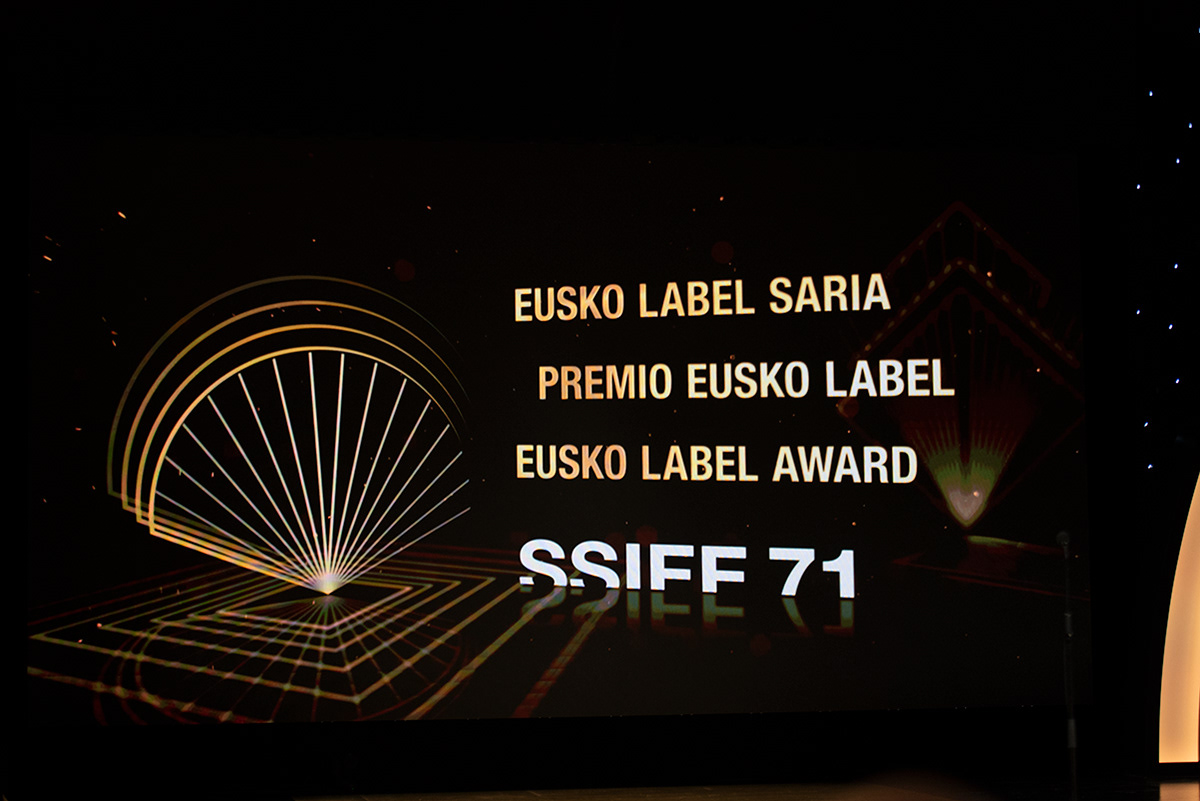 EUSKO LABEL SARIA
PREMIO EUSKO LABEL
EUSKO LABEL AWARD
SSIFF 71